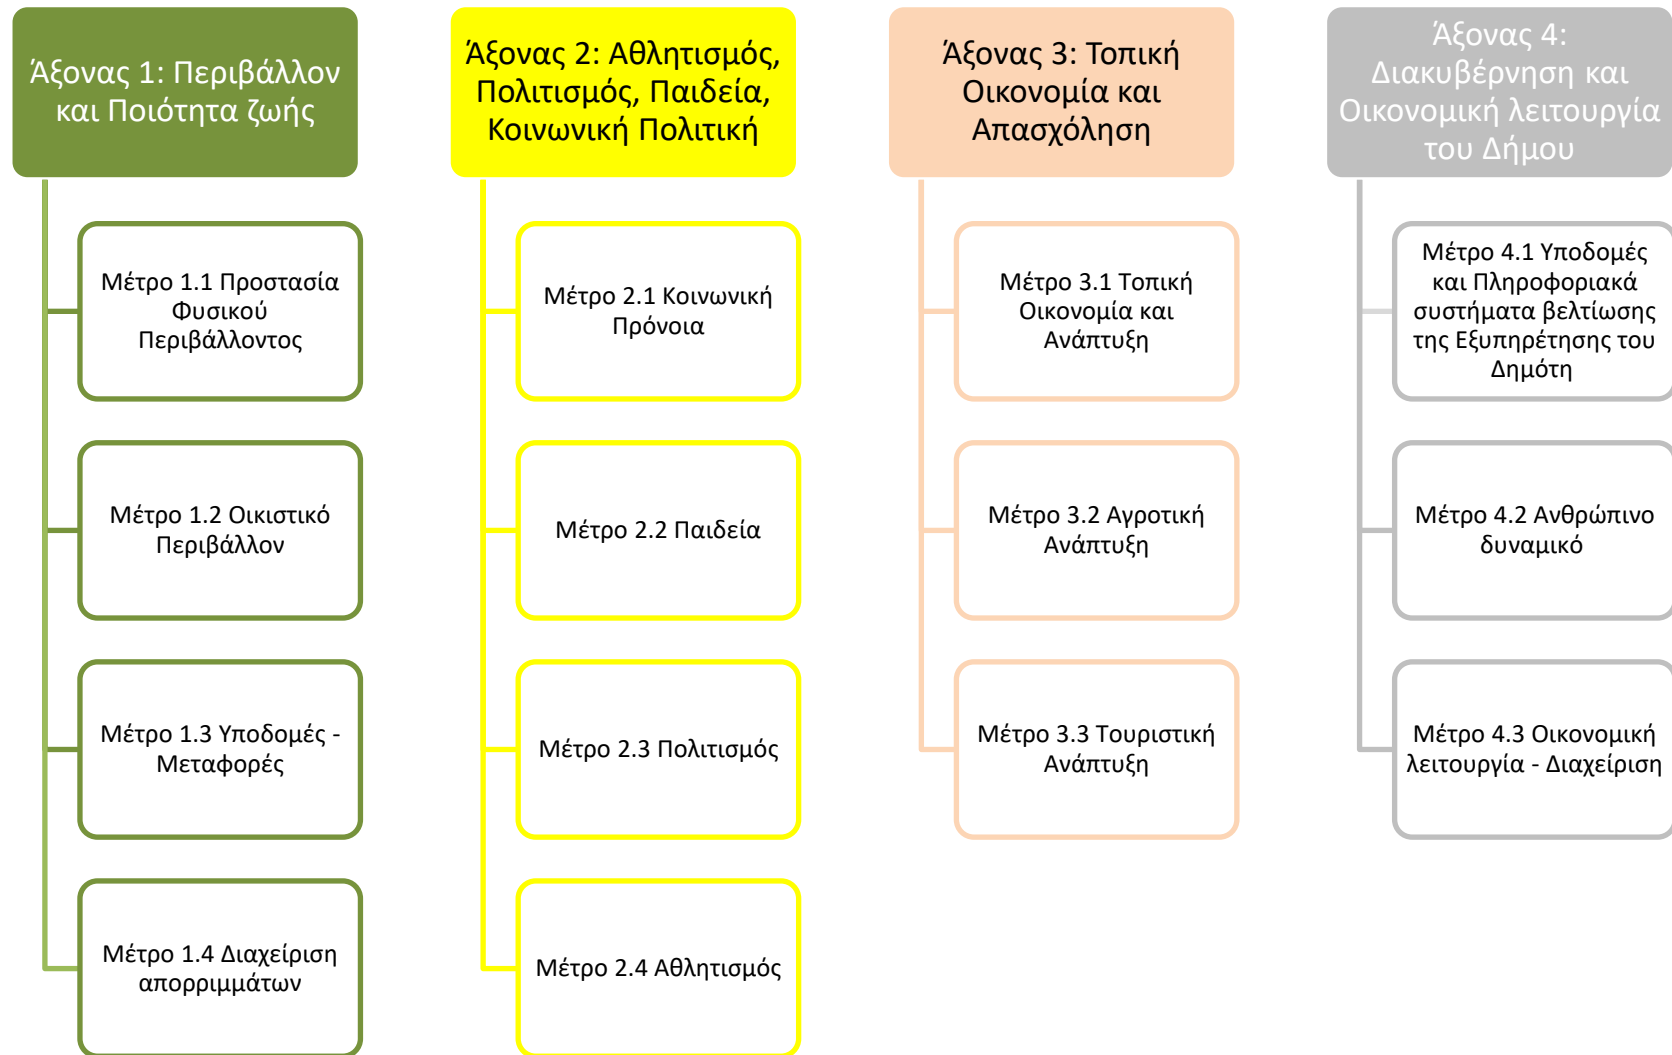 Άξονας 1: Περιβάλλον
και Ποιότητα ζωής
Μέτρο 1.1 Προστασία
Φυσικού
Περιβάλλοντος
Μέτρο 1.2 Οικιστικό
Περιβάλλον
Μέτρο 1.3 Υποδομές -
Μεταφορές
Μέτρο 1.4 Διαχείριση
απορριμμάτων
Άξονας 2: Αθλητισμός,
Πολιτισμός, Παιδεία,
Κοινωνική Πολιτική
Μέτρο 2.1 Κοινωνική
Πρόνοια
Μέτρο 2.2 Παιδεία
Μέτρο 2.3 Πολιτισμός
Μέτρο 2.4 Αθλητισμός
Άξονας 3: Τοπική
Οικονομία και
Απασχόληση
Μέτρο 3.1 Τοπική
Οικονομία και
Ανάπτυξη
Μέτρο 3.2 Αγροτική
Ανάπτυξη
Μέτρο 3.3 Τουριστική
Ανάπτυξη
Άξονας 4:
Διακυβέρνηση και
Οικονομική λειτουργία
του Δήμου
Μέτρο 4.1 Υποδομές
και Πληροφοριακά
συστήματα βελτίωσης
της Εξυπηρέτησης του
Δημότη
Μέτρο 4.2 Ανθρώπινο
δυναμικό
Μέτρο 4.3 Οικονομική
λειτουργία - Διαχείριση